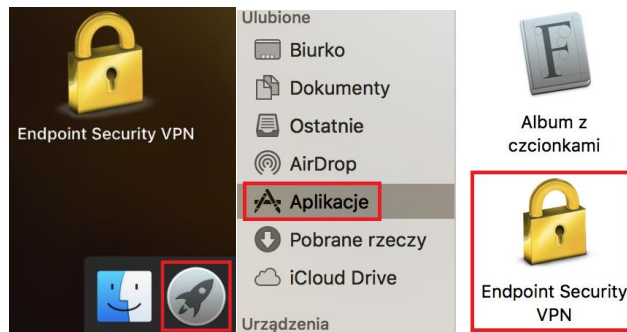 Endpoint Security VPN
Ulubione
Biurko
Dokumenty
Ostatnie
AirDrop
Aplikacje
Pobrane rzeczy
iCloud Drive
Urządzenia
F
Album z
czcionkami
Endpoint Security
VPN